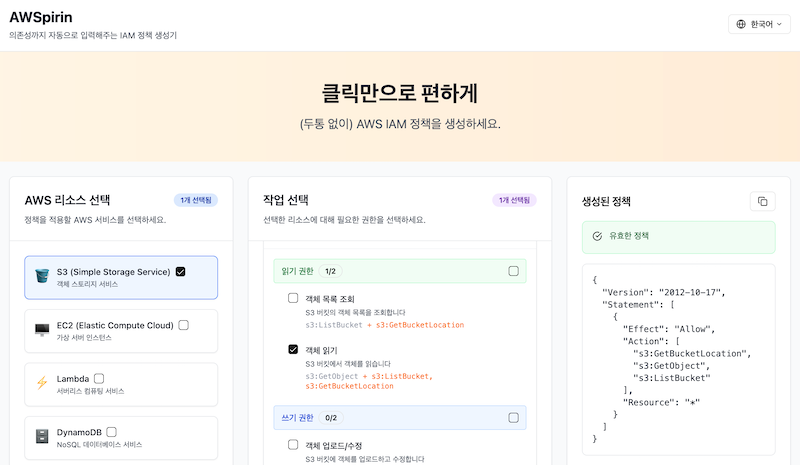 AWSpirin
의존성까지 자동으로 입력해주는 IAM 정책 생성기
한국어
클릭만으로 편하게
(두통 없이) AWS IAM 정책을 생성하세요.
AWS 리소스 선택
1개 선택됨
정책을 적용할 AWS 서비스를 선택하세요.
S3 (Simple Storage Service)
객체 스토리지 서비스
EC2 (Elastic Compute Cloud)
가상 서버 인스턴스
Lambda
서버리스 컴퓨팅 서비스
DynamoDB
NoSQL 데이터베이스 서비스
작업 선택
1개 선택됨
선택한 리소스에 대해 필요한 권한을 선택하세요.
읽기 권한 1/2
객체 목록 조회
S3 버킷의 객체 목록을 조회합니다
s3:ListBucket + s3:GetBucketLocation
객체 읽기
S3 버킷에서 객체를 읽습니다
s3:GetObject + s3:ListBucket,
s3:GetBucketLocation
쓰기 권한 0/2
객체 업로드/수정
S3 버킷에 객체를 업로드하고 수정합니다
생성된 정책
유효한 정책
{
"Version": "2012-10-17",
"Statement": [
{
"Effect": "Allow",
"Action": [
"s3:GetBucketLocation",
"s3:GetObject",
"s3:ListBucket"
],
"Resource": "*"
}
]
}